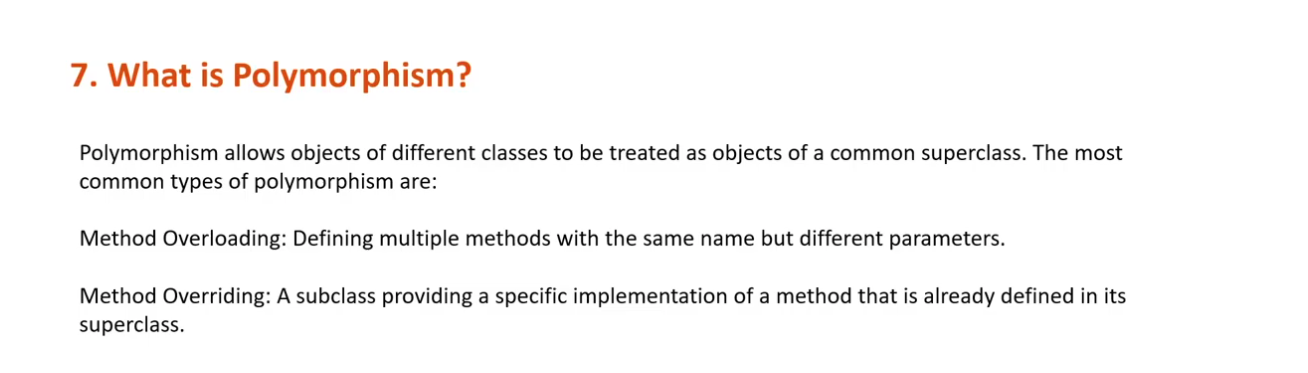 7. What is Polymorphism?
Polymorphism allows objects of different classes to be treated as objects of a common superclass. The most
common types of polymorphism are:
Method Overloading: Defining multiple methods with the same name but different parameters.
Method Overriding: A subclass providing a specific implementation of a method that is already defined in its
superclass.